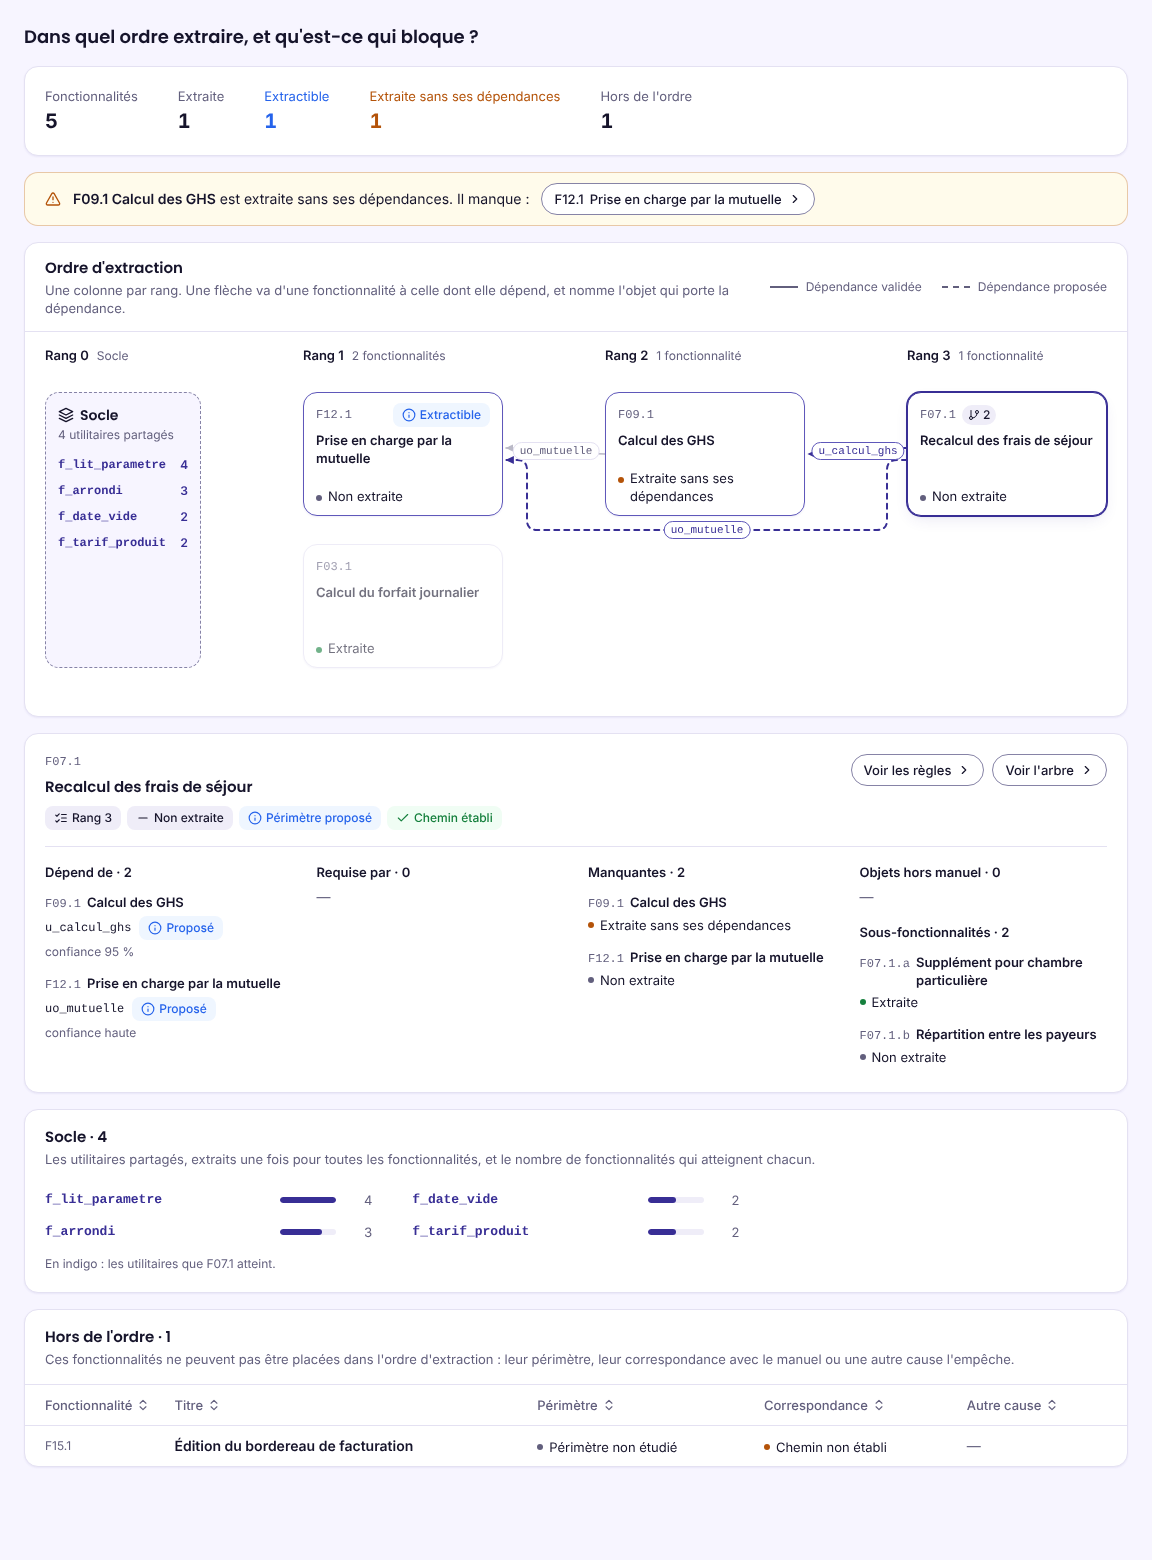 Dans quel ordre extraire, et qu'est-ce qui bloque ?
Fonctionnalités
5
Extraite
1
Extractible
1
Extraite sans ses dépendances
1
Hors de l'ordre
1
F09.1 Calcul des GHS est extraite sans ses dépendances. Il manque :
F12.1 Prise en charge par la mutuelle
Ordre d'extraction
Une colonne par rang. Une flèche va d'une fonctionnalité à celle dont elle dépend, et nomme l'objet qui porte la
dépendance.
Dépendance validée
Dépendance proposée
Rang 0 Socle
Rang 1 2 fonctionnalités
Rang 2 1 fonctionnalité
Rang 3 1 fonctionnalité
Socle
4 utilitaires partagés
f_lit_parametre 4
f_arrondi 3
f_date_vide 2
f_tarif_produit 2
F12.1
Extractible
Prise en charge par la
mutuelle
Non extraite
uo_mutuelle
F09.1
Calcul des GHS
Extraite sans ses
dépendances
u_calcul_ghs
F07.1
2
Recalcul des frais de séjour
Non extraite
uo_mutuelle
F03.1
Calcul du forfait journalier
Extraite
F07.1
Recalcul des frais de séjour
Voir les règles
Voir l'arbre
Rang 3
Non extraite
Périmètre proposé
Chemin établi
Dépend de · 2
F09.1 Calcul des GHS
u_calcul_ghs Proposé
confiance 95 %
F12.1 Prise en charge par la mutuelle
uo_mutuelle Proposé
confiance haute
Requise par · 0
—
Manquantes · 2
F09.1 Calcul des GHS
Extraite sans ses dépendances
F12.1 Prise en charge par la mutuelle
Non extraite
Objets hors manuel · 0
—
Sous-fonctionnalités · 2
F07.1.a Supplément pour chambre
particulière
Extraite
F07.1.b Répartition entre les payeurs
Non extraite
Socle · 4
Les utilitaires partagés, extraits une fois pour toutes les fonctionnalités, et le nombre de fonctionnalités qui atteignent chacun.
f_lit_parametre 4
f_date_vide 2
f_arrondi 3
f_tarif_produit 2
En indigo : les utilitaires que F07.1 atteint.
Hors de l'ordre · 1
Ces fonctionnalités ne peuvent pas être placées dans l'ordre d'extraction : leur périmètre, leur correspondance avec le manuel ou une autre cause l'empêche.
Fonctionnalité Titre Périmètre Correspondance Autre cause
F15.1 Édition du bordereau de facturation Périmètre non étudié Chemin non établi —